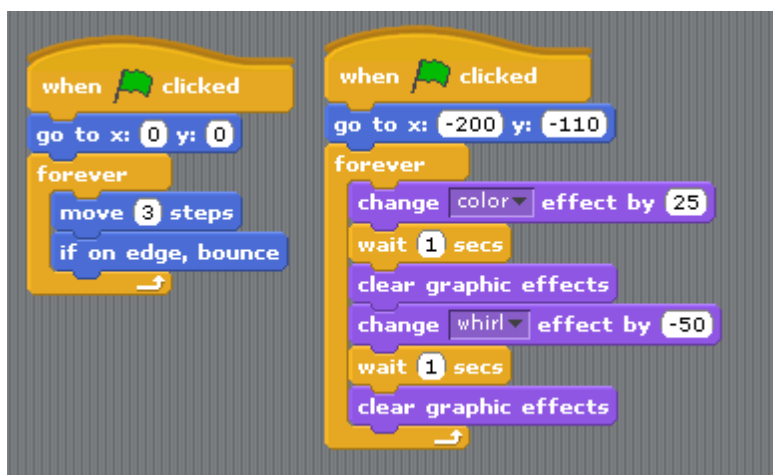 when clicked
go to x: 0 y: 0
forever
move 3 steps
if on edge, bounce
when clicked
go to x: -200 y: -110
forever
change color effect by 25
wait 1 secs
clear graphic effects
change whirl effect by -50
wait 1 secs
clear graphic effects